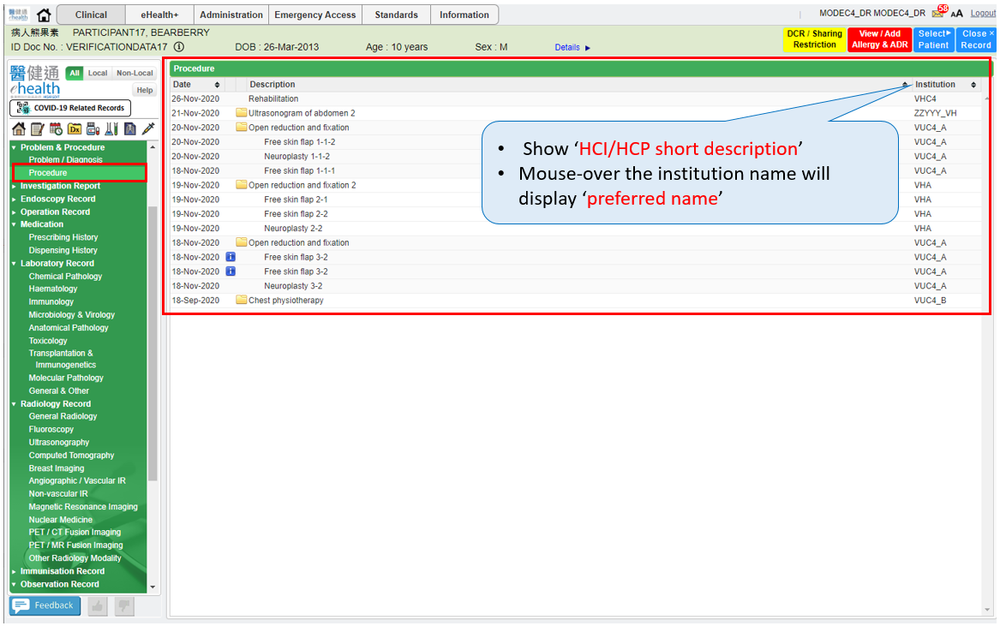 醫健通
eHealth
Clinical
eHealth+
Administration
Emergency Access
Standards
Information
MODEC4_DR MODEC4_DR
58
AA
Logout
病人熊果素 PARTICIPANT17, BEARBERRY
ID Doc No. : VERIFICATIONDATA17
DOB : 26-Mar-2013
Age : 10 years
Sex : M
Details
DCR / Sharing
Restriction
View / Add
Allergy & ADR
Select
Patient
Close ×
Record
醫健通
ehealth
All
Local
Non-Local
Help
COVID-19 Related Records
Dx
Problem & Procedure
Problem / Diagnosis
Procedure
Investigation Report
Endoscopy Record
Operation Record
Medication
Prescribing History
Dispensing History
Laboratory Record
Chemical Pathology
Haematology
Immunology
Microbiology & Virology
Anatomical Pathology
Toxicology
Transplantation &
Immunogenetics
Molecular Pathology
General & Other
Radiology Record
General Radiology
Fluoroscopy
Ultrasonography
Computed Tomography
Breast Imaging
Angiographic / Vascular IR
Non-vascular IR
Magnetic Resonance Imaging
Nuclear Medicine
PET / CT Fusion Imaging
PET / MR Fusion Imaging
Other Radiology Modality
Immunisation Record
Observation Record
Feedback
Procedure
Date Description Institution
26-Nov-2020 Rehabilitation VHC4
21-Nov-2020 Ultrasonogram of abdomen 2 ZZYYY_VH
20-Nov-2020 Open reduction and fixation VUC4_A
20-Nov-2020 Free skin flap 1-1-2 VUC4_A
20-Nov-2020 Neuroplasty 1-1-2 VUC4_A
18-Nov-2020 Free skin flap 1-1-1 VUC4_A
19-Nov-2020 Open reduction and fixation 2 VHA
19-Nov-2020 Free skin flap 2-1 VHA
19-Nov-2020 Free skin flap 2-2 VHA
19-Nov-2020 Neuroplasty 2-2 VHA
18-Nov-2020 Open reduction and fixation VUC4_A
18-Nov-2020 Free skin flap 3-2 VUC4_A
18-Nov-2020 Free skin flap 3-2 VUC4_A
18-Nov-2020 Neuroplasty 3-2 VUC4_A
18-Sep-2020 Chest physiotherapy VUC4_B
• Show ‘HCI/HCP short description’
• Mouse-over the institution name will
display ‘preferred name’